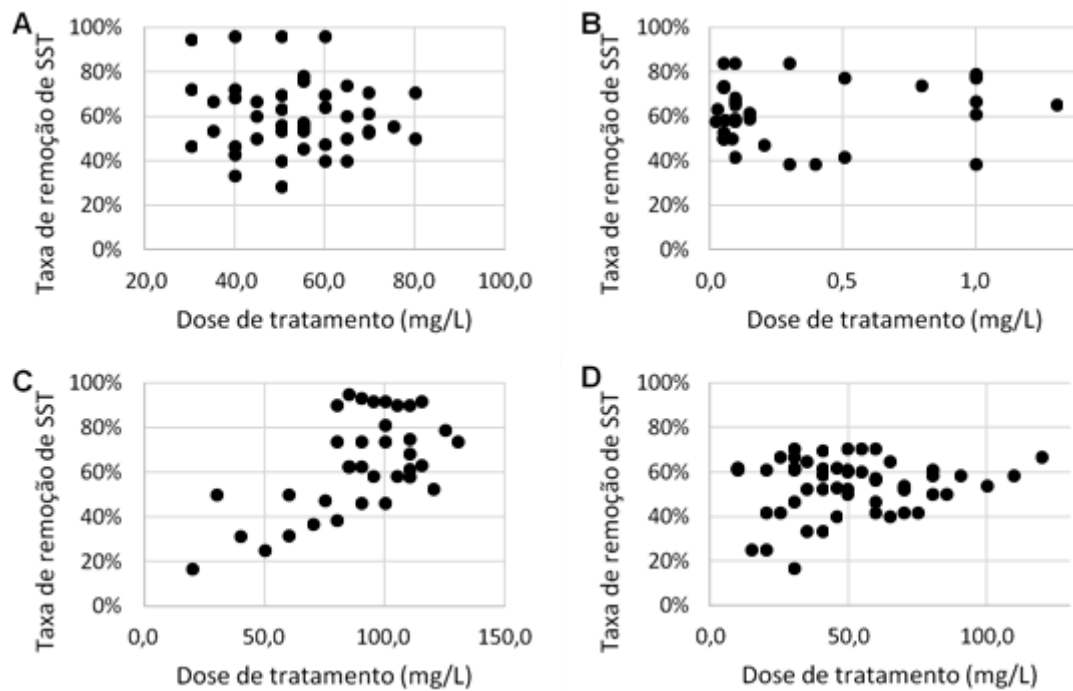 A
Taxa de remoção de SST
100%
80%
60%
40%
20%
0%
20,0 40,0 60,0 80,0 100,0
Dose de tratamento (mg/L)
B
Taxa de remoção de SST
100%
80%
60%
40%
20%
0%
0,0 0,5 1,0
Dose de tratamento (mg/L)
C
Taxa de remoção de SST
100%
80%
60%
40%
20%
0%
0,0 50,0 100,0 150,0
Dose de tratamento (mg/L)
D
Taxa de remoção de SST
100%
80%
60%
40%
20%
0%
0,0 50,0 100,0
Dose de tratamento (mg/L)